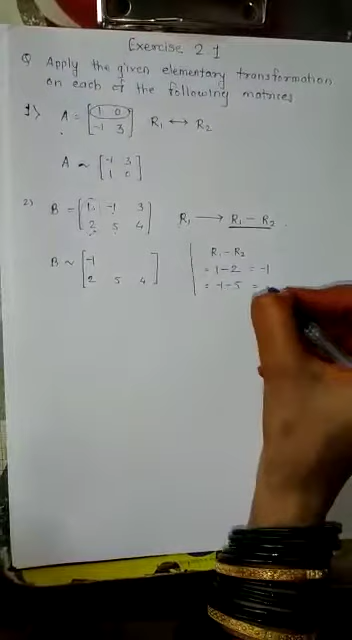 Exercise 2.1
Q Apply the given elementary transformation
on each of the following matrices
1) A = [1 0
-1 3] R₁ ↔ R₂
A ~ [-1 3
1 0]
2) B = [1 -1 3
2 5 4] R₁ → R₁ - R₂
B ~ [-1
2 5 4]
R₁ - R₂
= 1 - 2 = -1
= -1 - 5 =